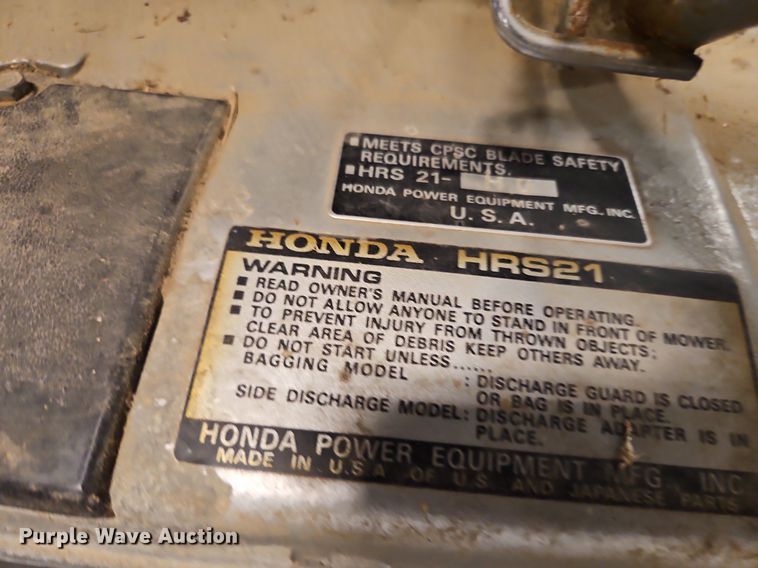 ■ MEETS CPSC BLADE SAFETY
REQUIREMENTS.
■ HRS 21-
HONDA POWER EQUIPMENT MFG. INC.
U.S.A.
HONDA HRS21
WARNING
■ READ OWNER'S MANUAL BEFORE OPERATING.
■ DO NOT ALLOW ANYONE TO STAND IN FRONT OF MOWER.
■ TO PREVENT INJURY FROM THROWN OBJECTS;
CLEAR AREA OF DEBRIS KEEP OTHERS AWAY.
■ DO NOT START UNLESS......
BAGGING MODEL : DISCHARGE GUARD IS CLOSED
OR BAG IS IN PLACE.
SIDE DISCHARGE MODEL: DISCHARGE ADAPTER IS IN
PLACE.
HONDA POWER EQUIPMENT MFG. INC
MADE IN U.S.A OF U.S. AND JAPANESE PARTS
Purple Wave Auction